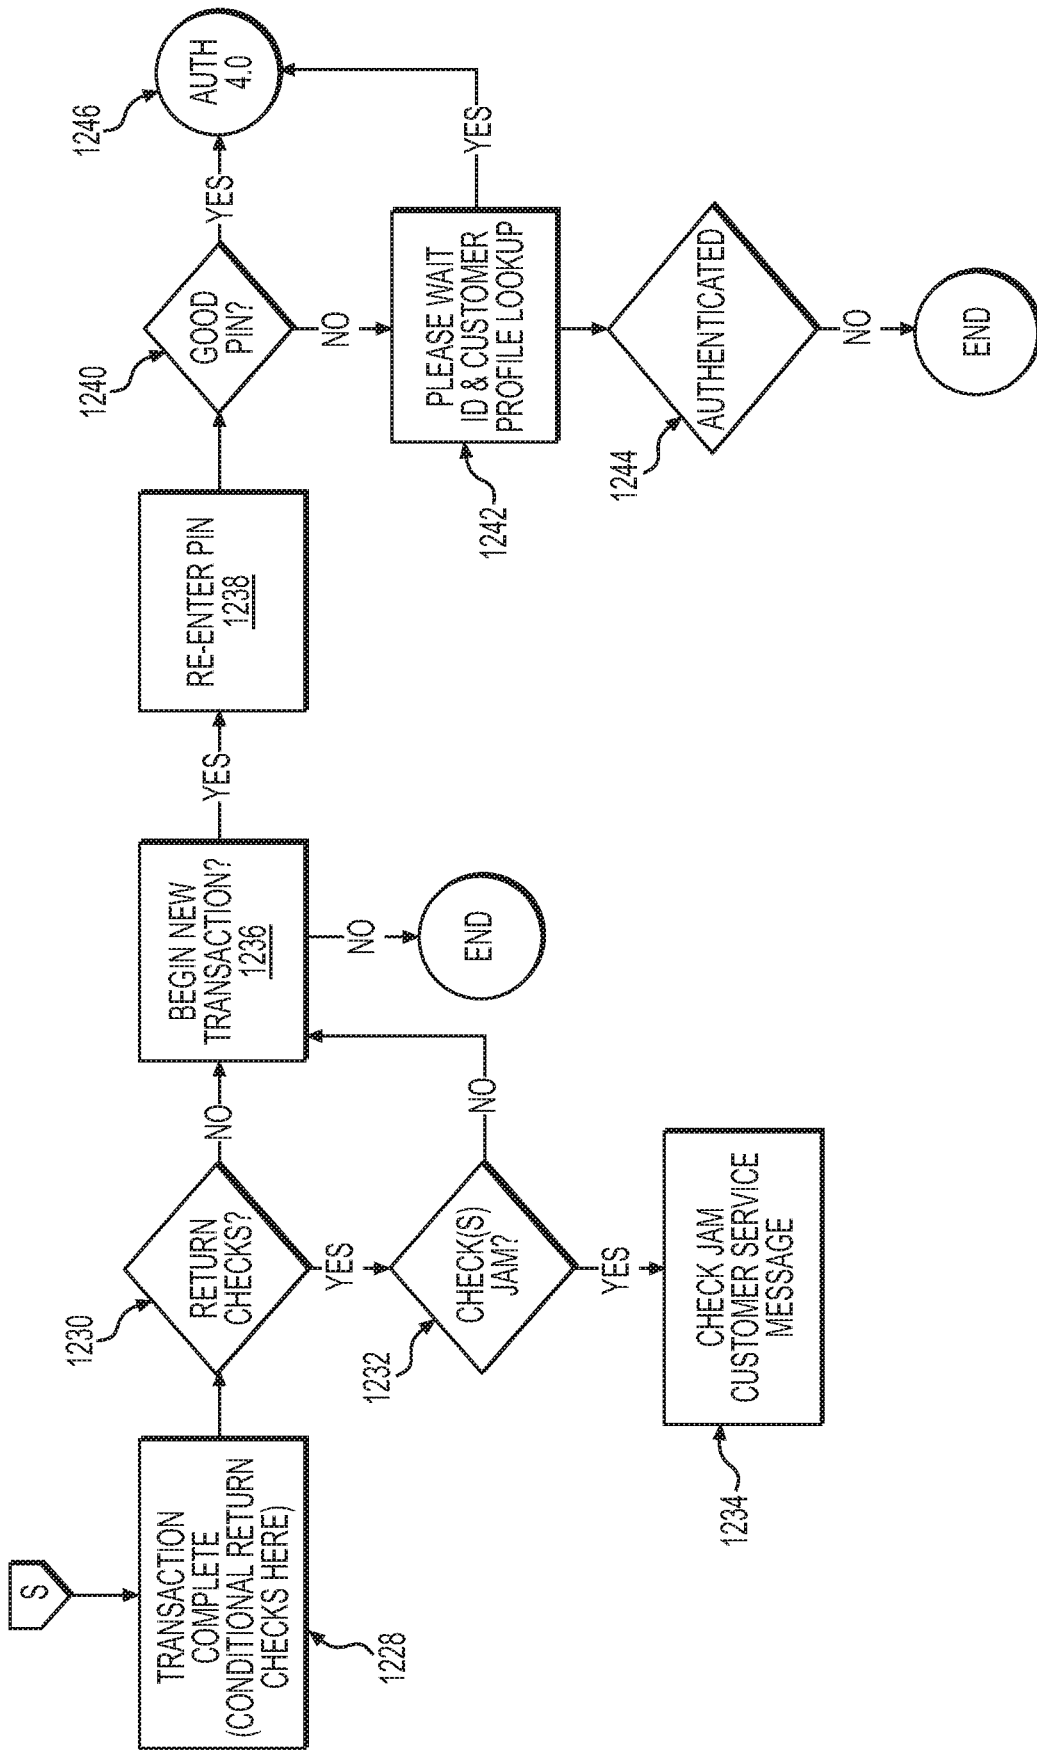 S
TRANSACTION
COMPLETE
(CONDITIONAL RETURN
CHECKS HERE)
1228
1230
RETURN
CHECKS?
NO
YES
1232
CHECK(S)
JAM?
NO
YES
1234
CHECK JAM
CUSTOMER SERVICE
MESSAGE
BEGIN NEW
TRANSACTION?
1236
NO
END
YES
RE-ENTER PIN
1238
1240
GOOD
PIN?
YES
NO
1246
AUTH
4.0
1242
PLEASE WAIT
ID & CUSTOMER
PROFILE LOOKUP
YES
1244
AUTHENTICATED
NO
END